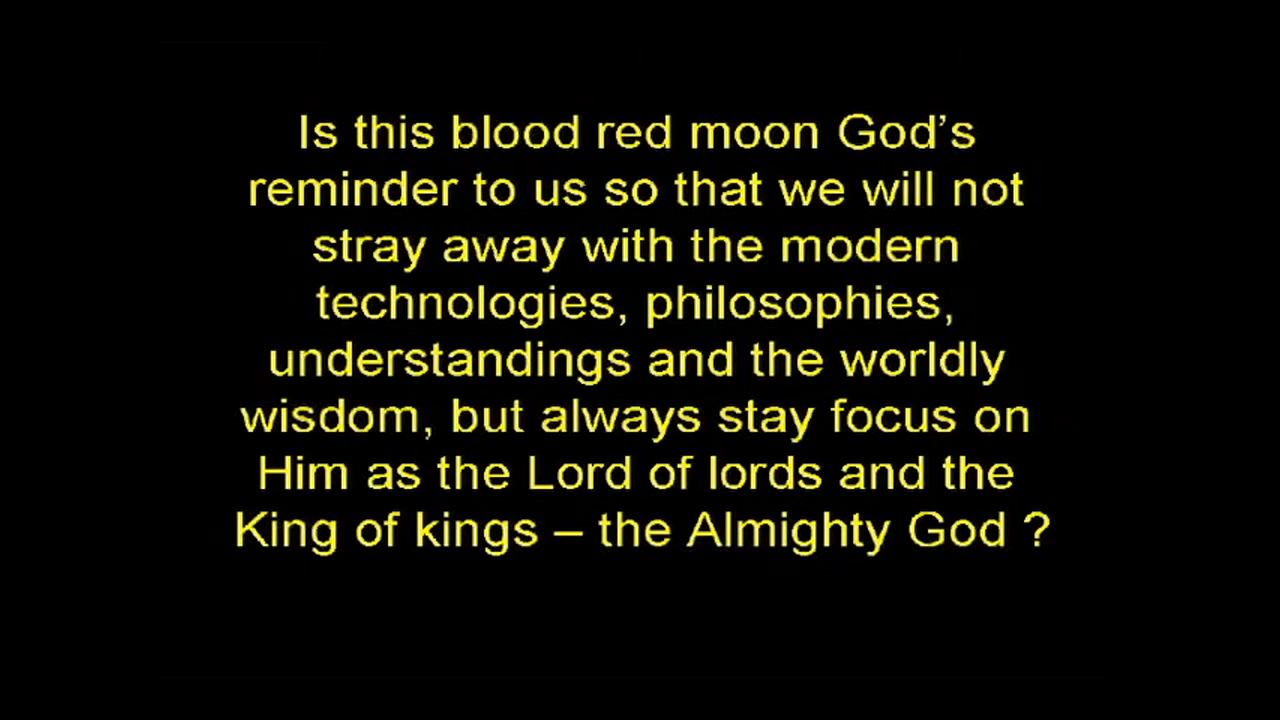 Is this blood red moon God’s
reminder to us so that we will not
stray away with the modern
technologies, philosophies,
understandings and the worldly
wisdom, but always stay focus on
Him as the Lord of lords and the
King of kings – the Almighty God ?